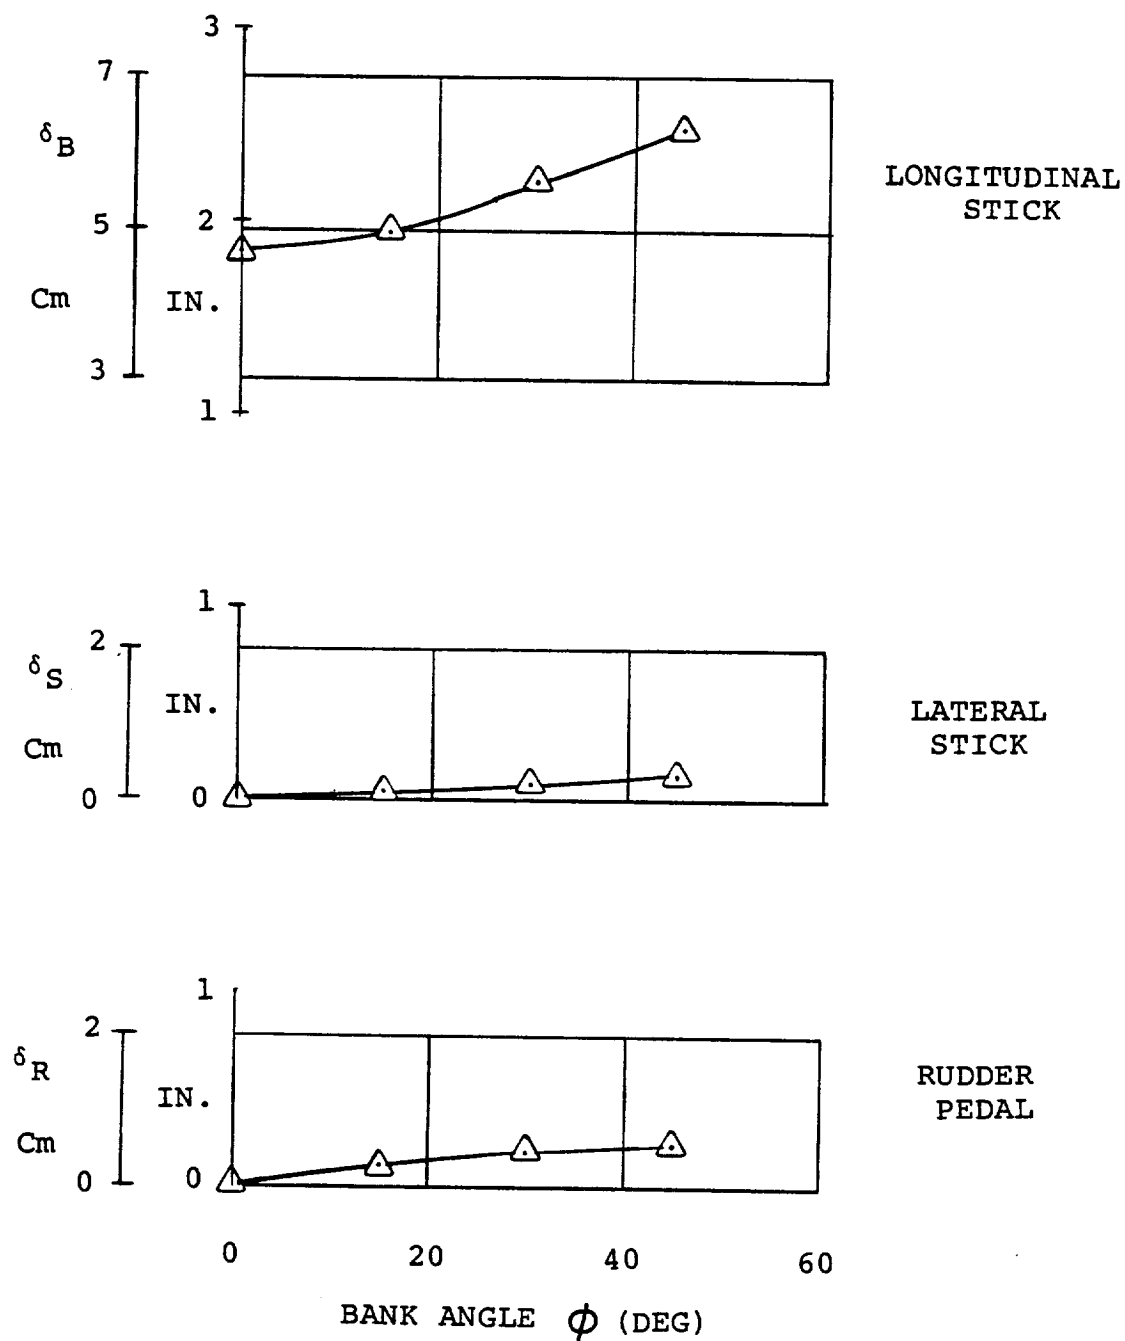 3
7
δB
5
2
Cm
IN.
3
1
LONGITUDINAL
STICK
1
2
δS
IN.
Cm
0
0
LATERAL
STICK
1
2
δR
IN.
Cm
0
0
RUDDER
PEDAL
0 20 40 60
BANK ANGLE ϕ (DEG)